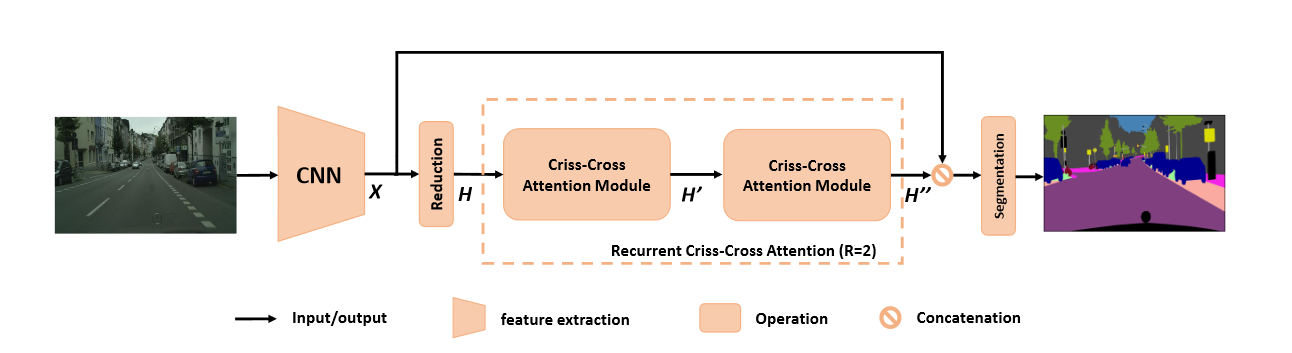 CNN
X
Reduction
H
Criss-Cross
Attention Module
H’
Criss-Cross
Attention Module
H’’
Segmentation
Recurrent Criss-Cross Attention (R=2)
Input/output
feature extraction
Operation
Concatenation